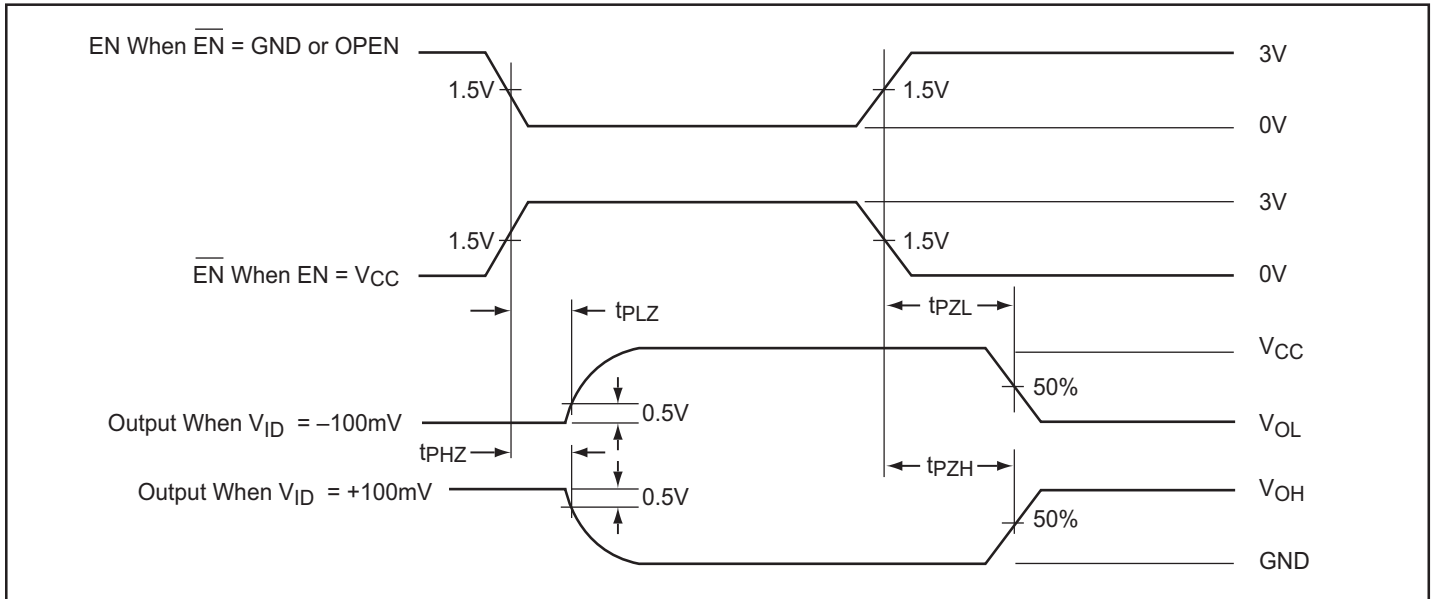 EN When E̅N̅ = GND or OPEN
3V
1.5V
1.5V
0V
3V
1.5V
1.5V
E̅N̅ When EN = VCC
0V
tPLZ
tPZL
VCC
50%
0.5V
Output When VID = –100mV
VOL
tPHZ
tPZH
Output When VID = +100mV
0.5V
VOH
50%
GND